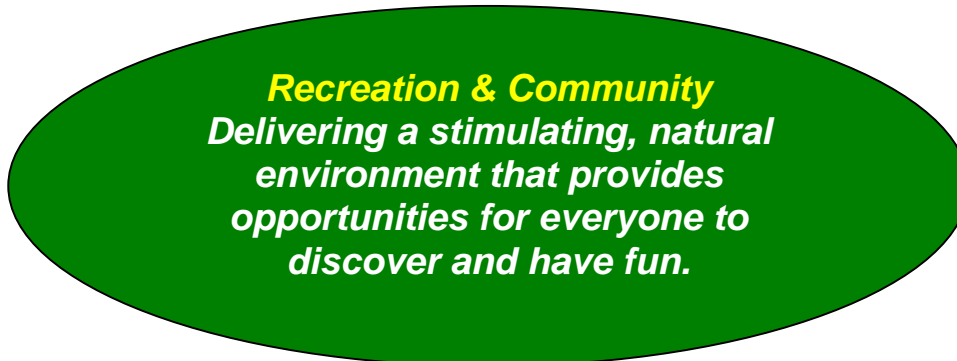 Recreation & Community
Delivering a stimulating, natural
environment that provides
opportunities for everyone to
discover and have fun.